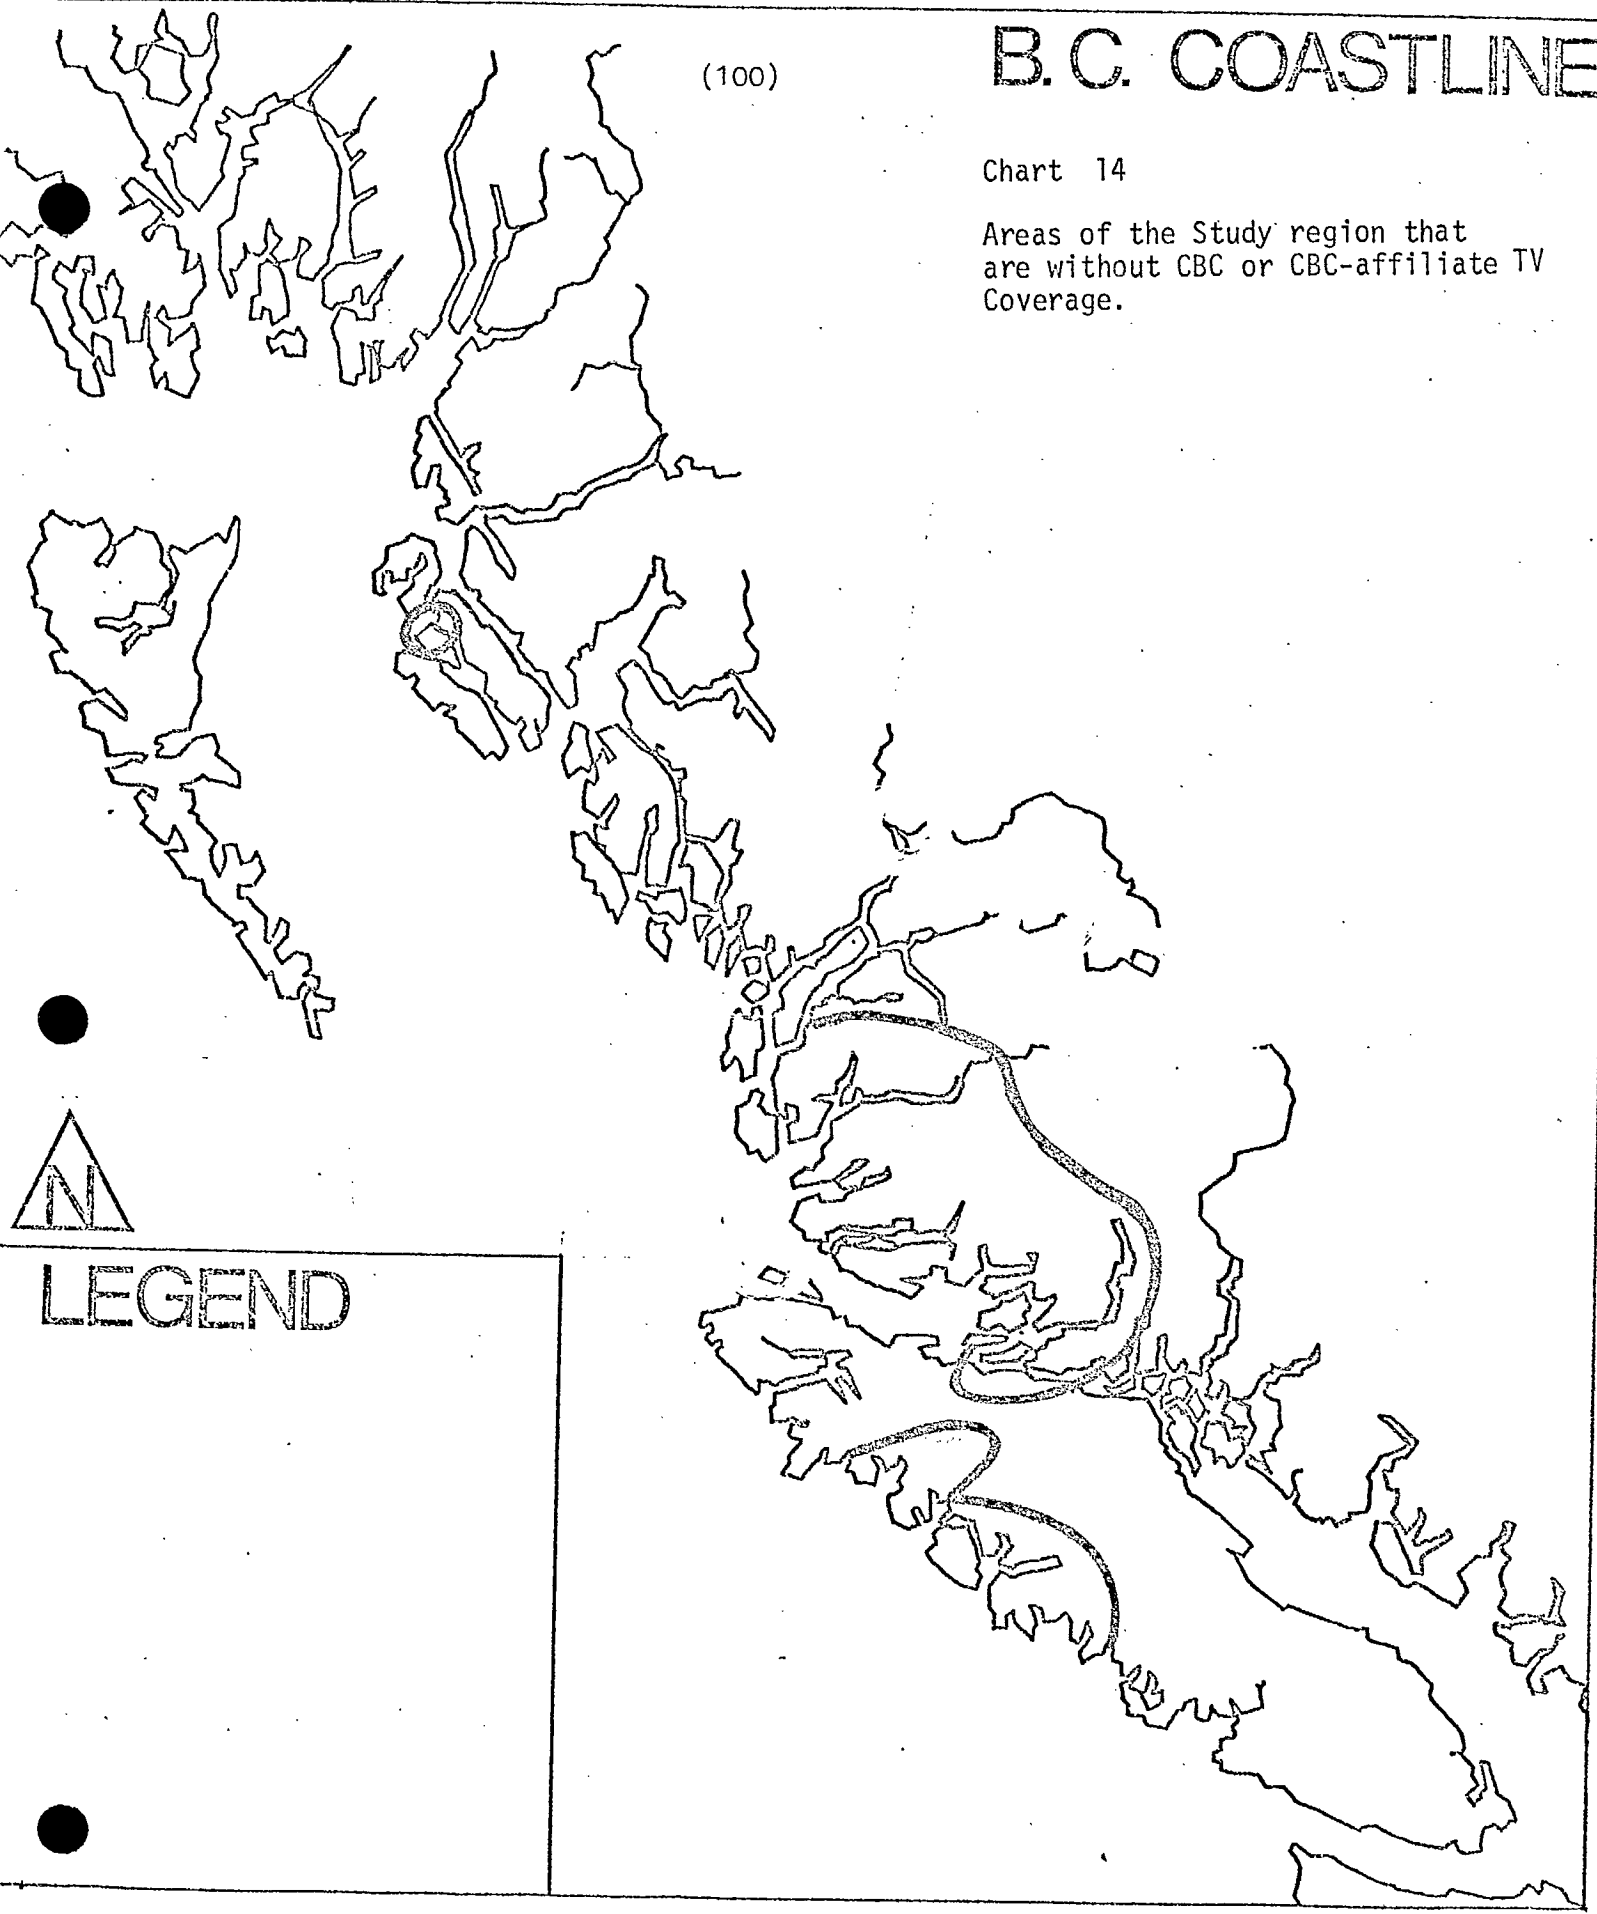 (100)
B.C. COASTLINE
Chart 14
Areas of the Study region that
are without CBC or CBC-affiliate TV
Coverage.
N
LEGEND